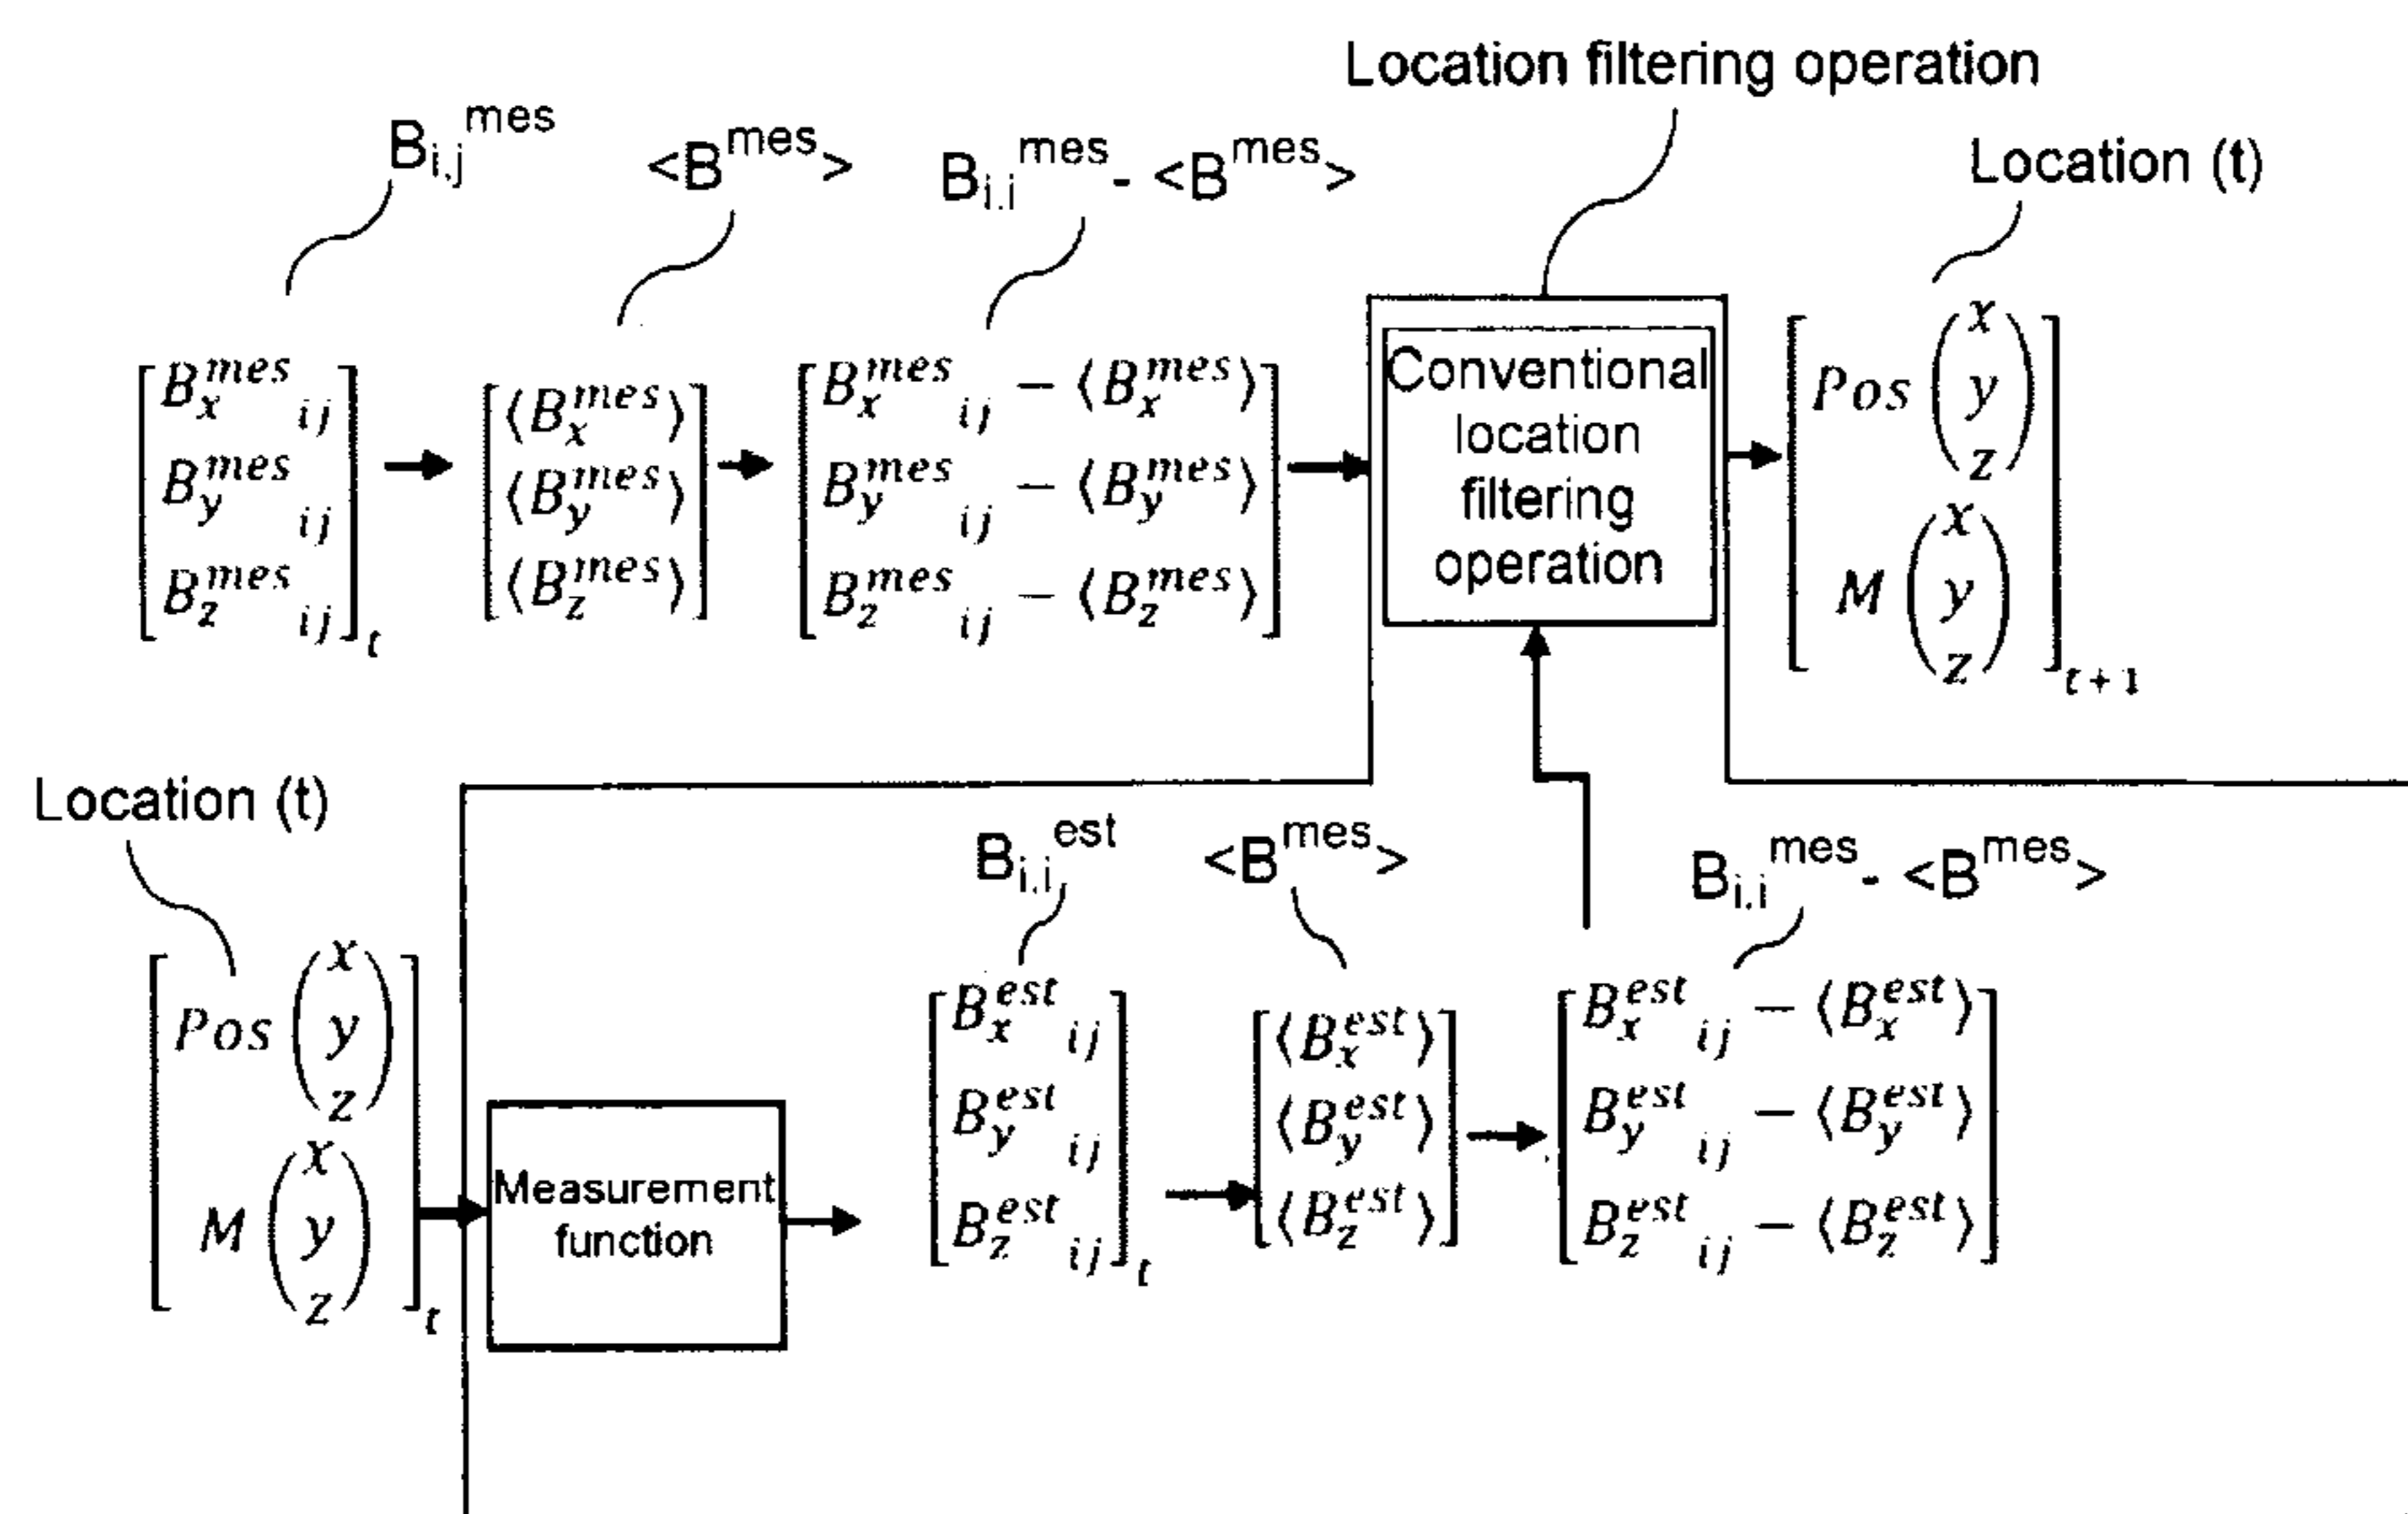 Location filtering operation
B_{i,j}^{mes}
<B^{mes}>
B_{i.i}^{mes} - <B^{mes}>
Location (t)
B_x^{mes}_{ij}
B_y^{mes}_{ij}
B_z^{mes}_{ij}
t
⟨B_x^{mes}⟩
⟨B_y^{mes}⟩
⟨B_z^{mes}⟩
B_x^{mes}_{ij} − ⟨B_x^{mes}⟩
B_y^{mes}_{ij} − ⟨B_y^{mes}⟩
B_z^{mes}_{ij} − ⟨B_z^{mes}⟩
Conventional
location
filtering
operation
Pos (x y z)
M (x y z)
t+1
Location (t)
Pos (x y z)
M (x y z)
t
Measurement
function
B_{i.i}^{est}
<B^{mes}>
B_{i.i}^{mes} - <B^{mes}>
B_x^{est}_{ij}
B_y^{est}_{ij}
B_z^{est}_{ij}
t
⟨B_x^{est}⟩
⟨B_y^{est}⟩
⟨B_z^{est}⟩
B_x^{est}_{ij} − ⟨B_x^{est}⟩
B_y^{est}_{ij} − ⟨B_y^{est}⟩
B_z^{est}_{ij} − ⟨B_z^{est}⟩